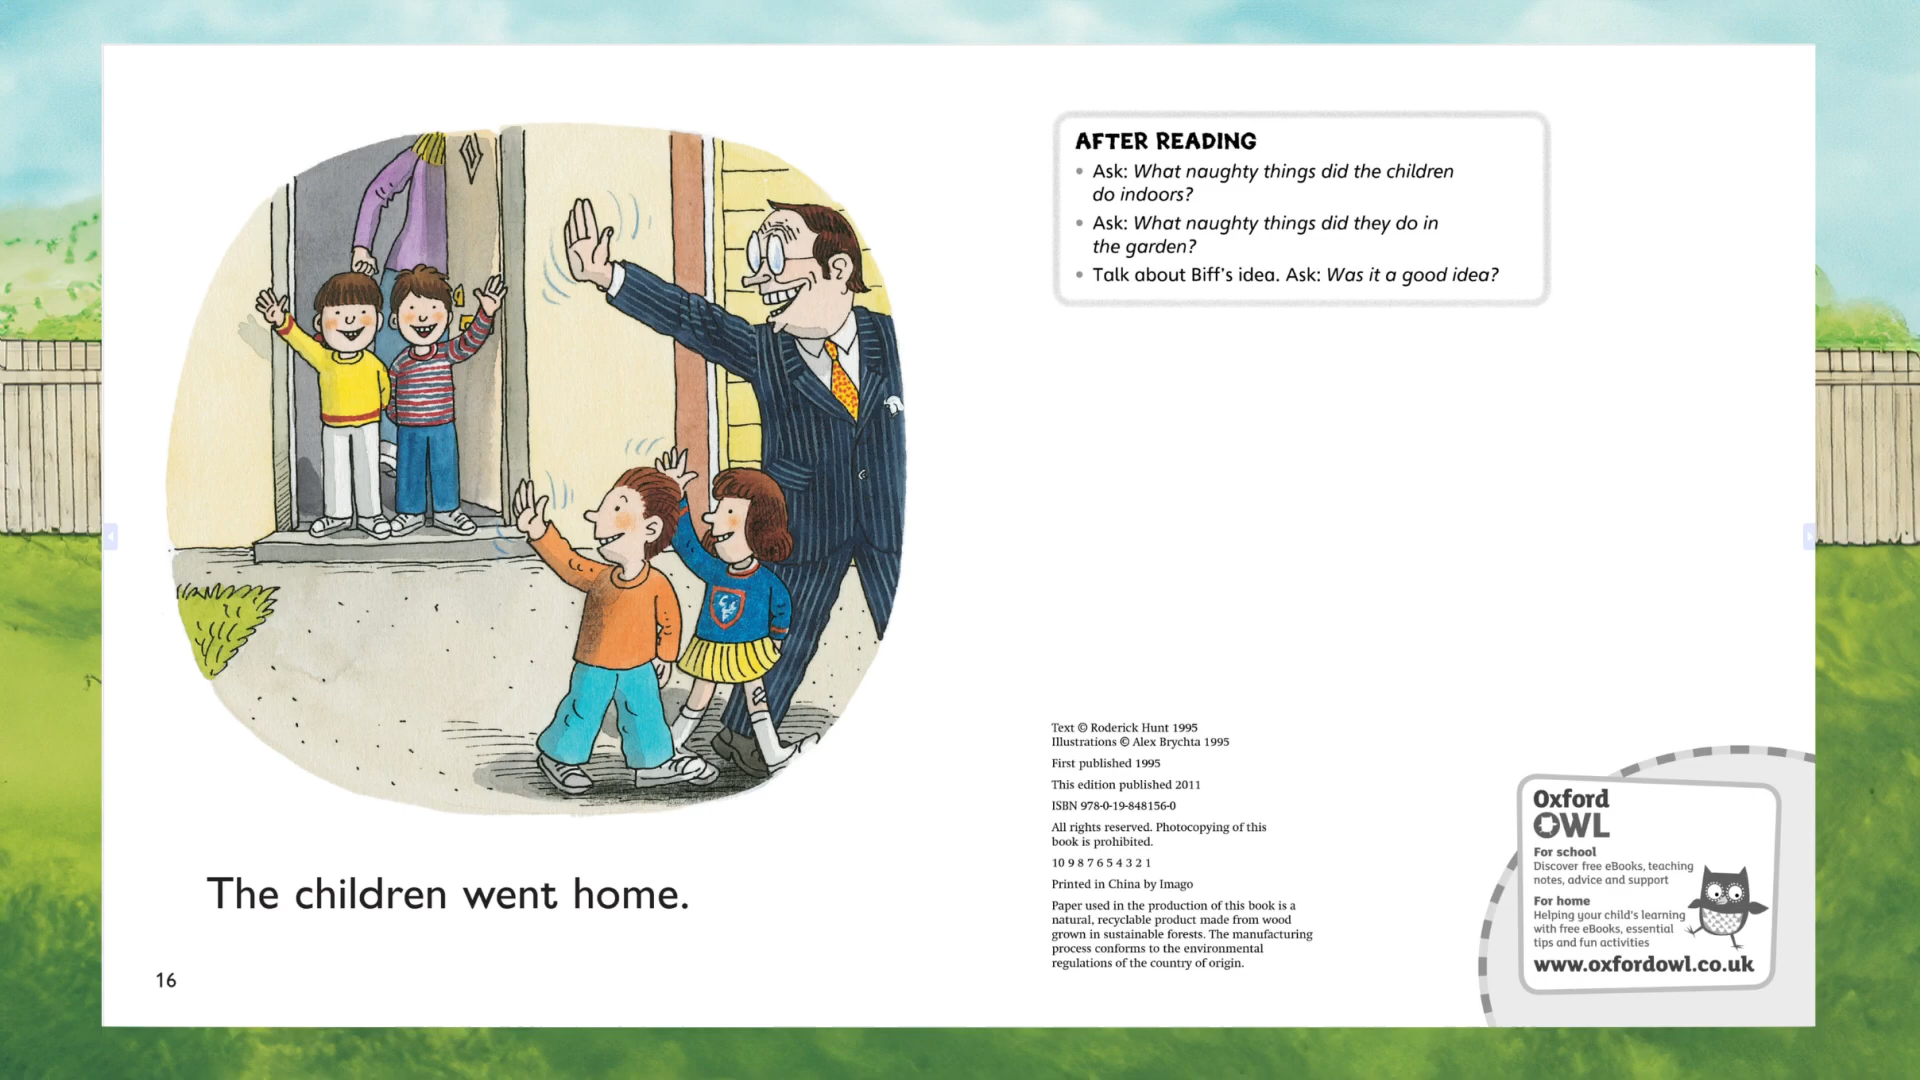 The children went home.
16
AFTER READING
• Ask: What naughty things did the children
do indoors?
• Ask: What naughty things did they do in
the garden?
• Talk about Biff's idea. Ask: Was it a good idea?
Text © Roderick Hunt 1995
Illustrations © Alex Brychta 1995
First published 1995
This edition published 2011
ISBN 978-0-19-848156-0
All rights reserved. Photocopying of this
book is prohibited.
10 9 8 7 6 5 4 3 2 1
Printed in China by Imago
Paper used in the production of this book is a
natural, recyclable product made from wood
grown in sustainable forests. The manufacturing
process conforms to the environmental
regulations of the country of origin.
Oxford
OWL
For school
Discover free eBooks, teaching
notes, advice and support
For home
Helping your child's learning
with free eBooks, essential
tips and fun activities
www.oxfordowl.co.uk